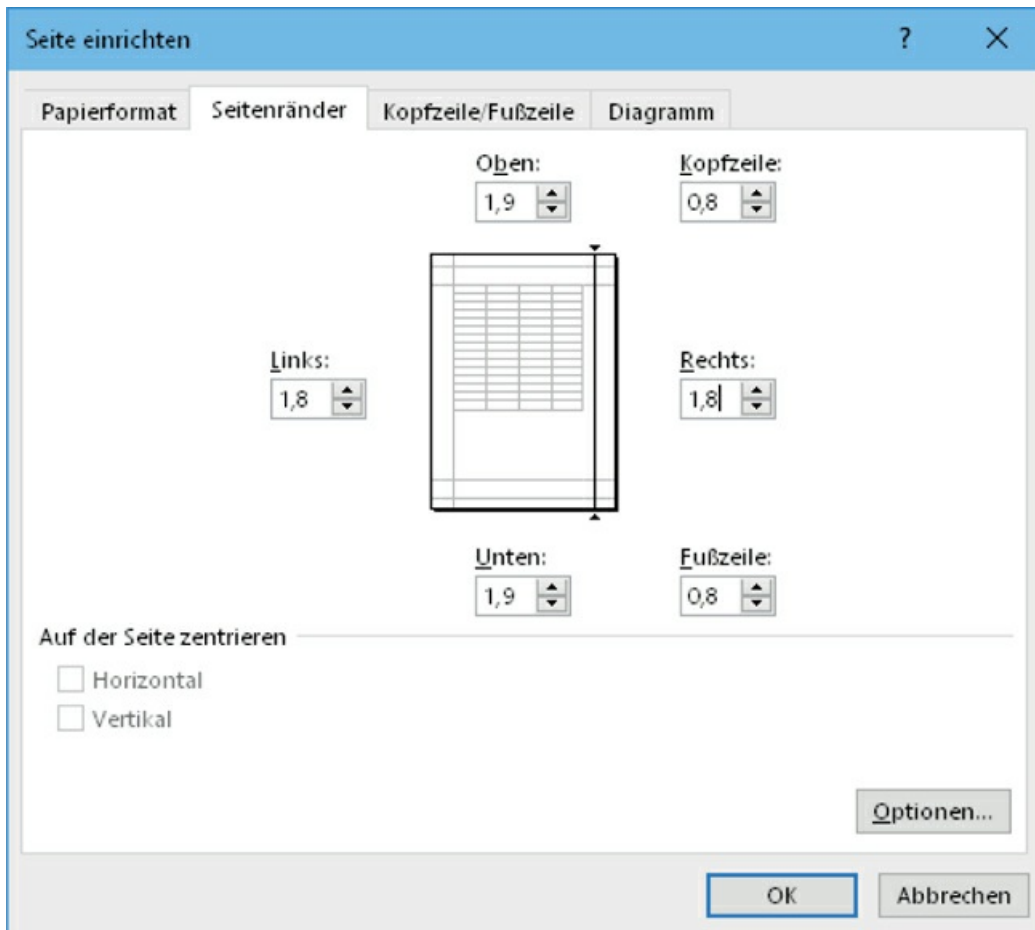 Seite einrichten ?
Papierformat Seitenränder Kopfzeile/Fußzeile Diagramm
Oben: Kopfzeile:
1,9 0,8
Links: Rechts:
1,8 1,8
Unten: Fußzeile:
1,9 0,8
Auf der Seite zentrieren
Horizontal
Vertikal
Optionen...
OK Abbrechen